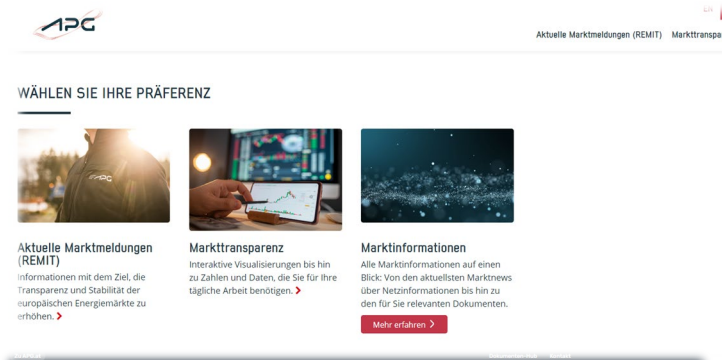 APG
Aktuelle Marktmeldungen (REMIT) Markttranspa
WÄHLEN SIE IHRE PRÄFERENZ
APG
Aktuelle Marktmeldungen
(REMIT)
Informationen mit dem Ziel, die
Transparenz und Stabilität der
europäischen Energiemärkte zu
erhöhen.
Markttransparenz
Interaktive Visualisierungen bis hin
zu Zahlen und Daten, die Sie für Ihre
tägliche Arbeit benötigen.
Marktinformationen
Alle Marktinformationen auf einen
Blick: Von den aktuellsten Marktnews
über Netzinformationen bis hin zu
den für Sie relevanten Dokumenten.
Mehr erfahren
Kontakt